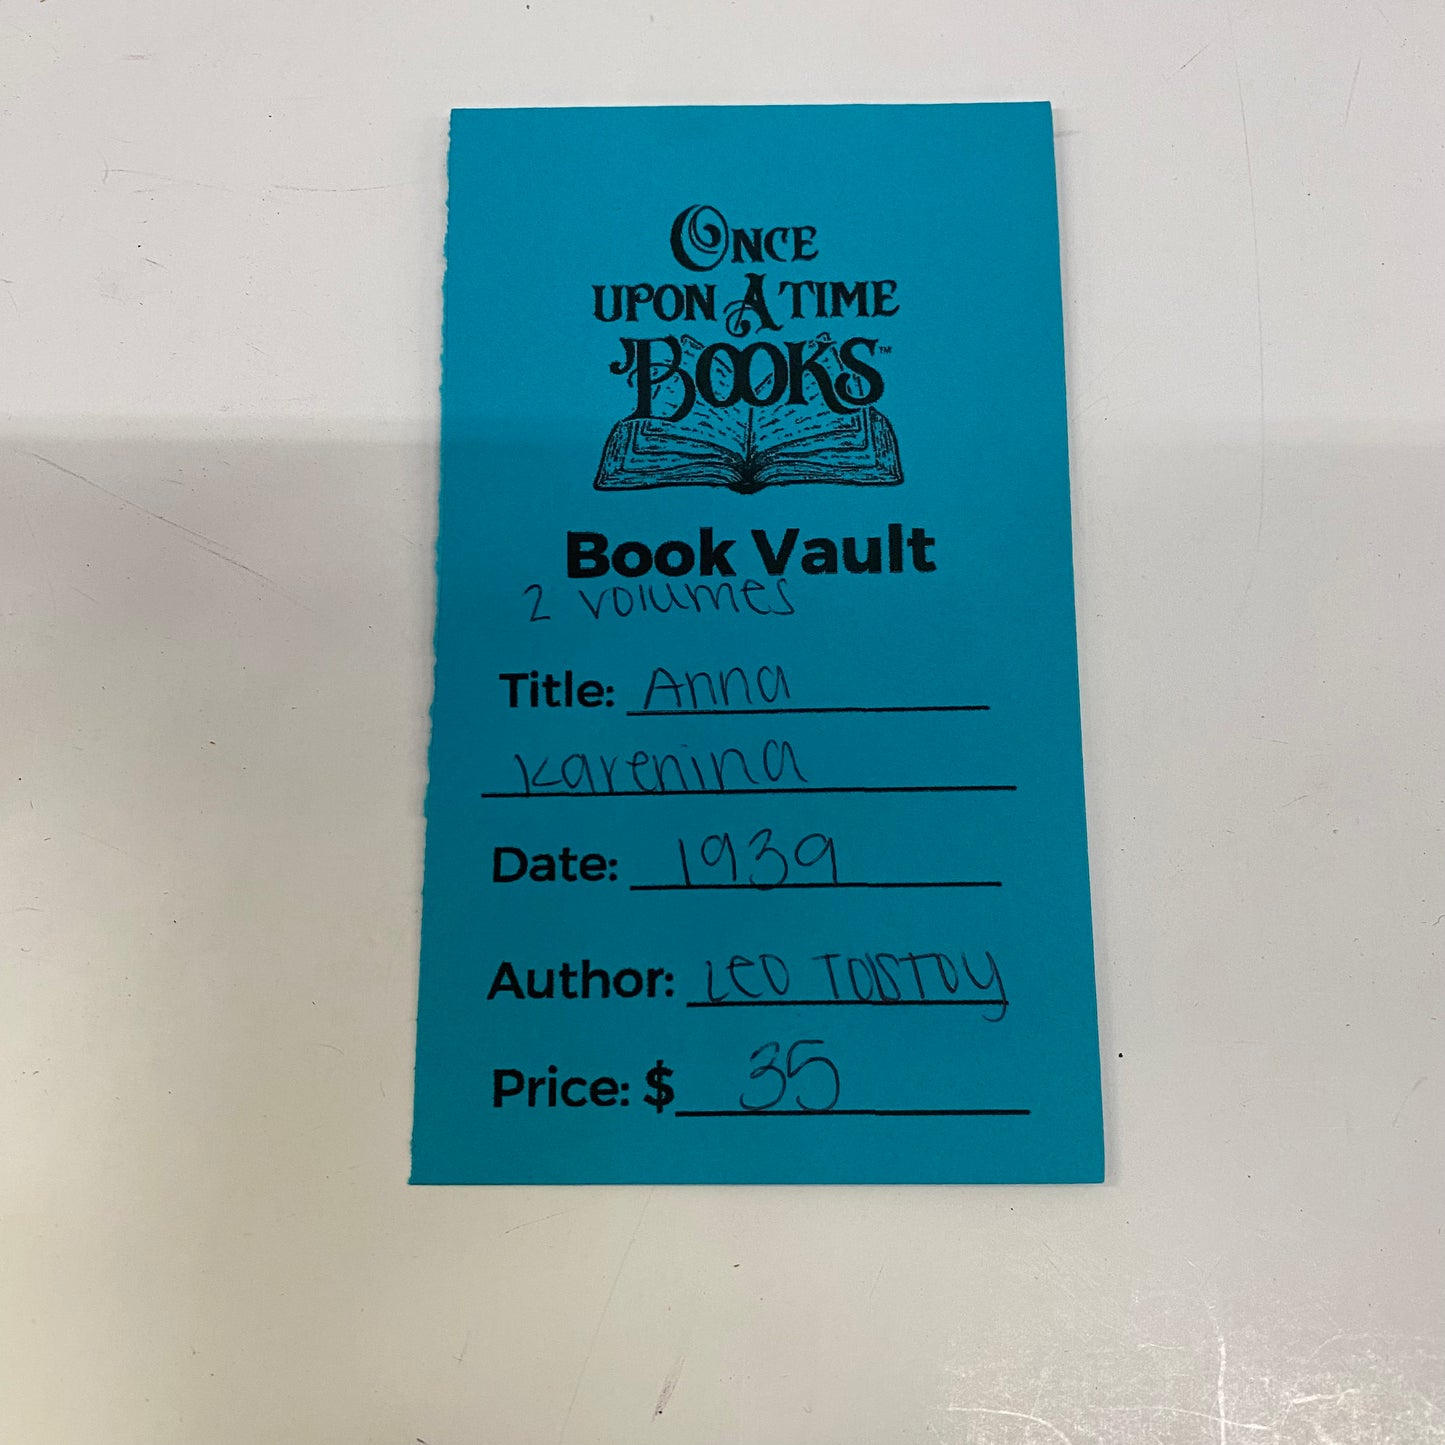 Once
upon A time
Books™
Book Vault
2 volumes
Title: Anna
Karenina
Date: 1939
Author: Leo Tolstoy
Price: $ 35